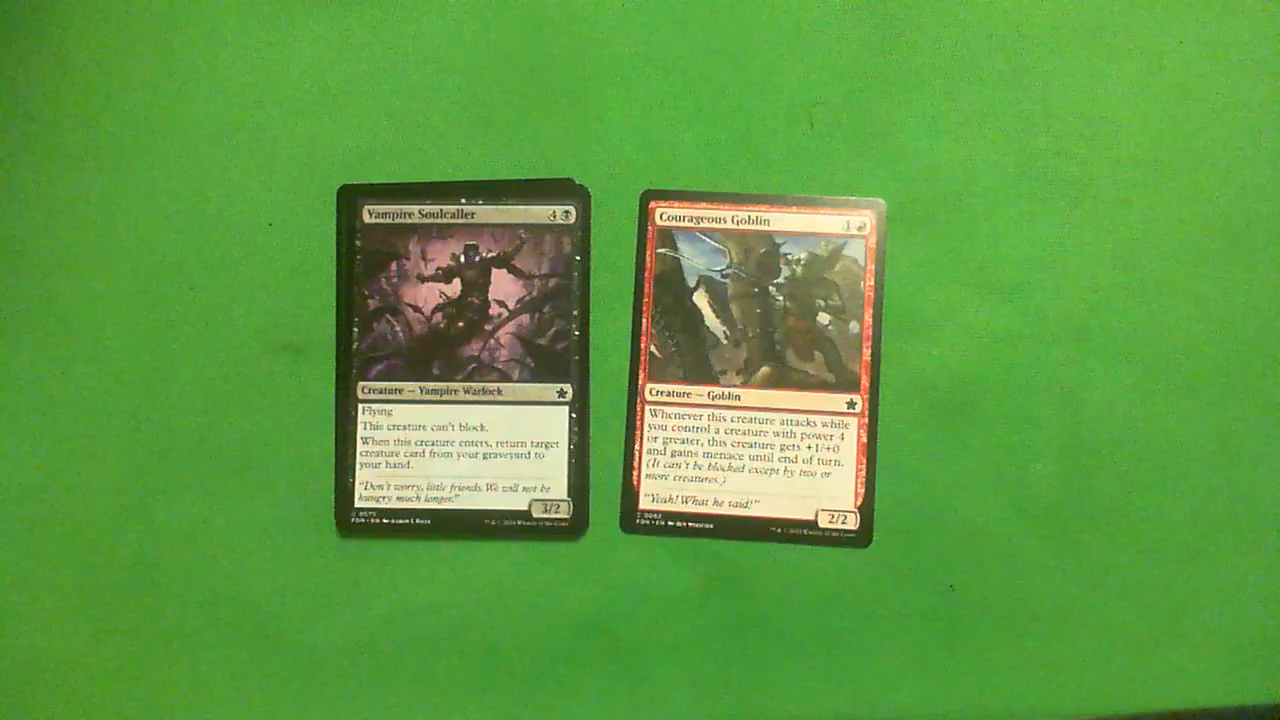 Vampire Soulcaller 4
Creature — Vampire Warlock
Flying
This creature can't block.
When this creature enters, return target
creature card from your graveyard to
your hand.
"Don't worry, little friends. We will not be
hungry much longer."
3/2
FDN • EN
Courageous Goblin 1
Creature — Goblin
Whenever this creature attacks while
you control a creature with power 4
or greater, this creature gets +1/+0
and gains menace until end of turn.
(It can't be blocked except by two or
more creatures.)
"Yeah! What he said!"
2/2
FDN • EN